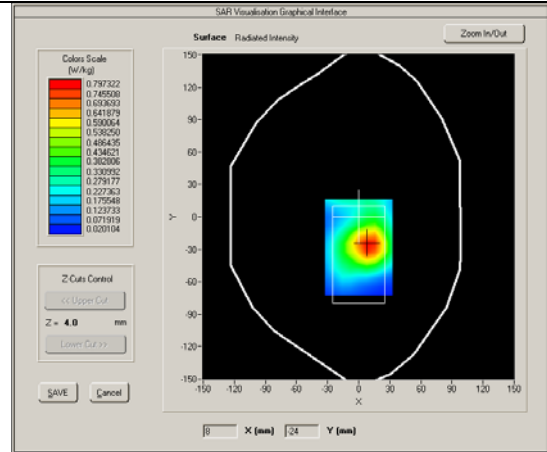 SAR Visualisation Graphical Interface
Surface Radiated Intensity
Zoom In/Out
Colors Scale
(W/kg)
0.797322
0.745508
0.693693
0.641879
0.590064
0.538250
0.486435
0.434621
0.382806
0.330992
0.279177
0.227363
0.175548
0.123733
0.071919
0.020104
Z-Cuts Control
<< Upper Cut
Z = 4.0 mm
Lower Cut >>
SAVE Cancel
150
120
90
60
30
0
-30
-60
-90
-120
-150
Y
-150 -120 -90 -60 -30 0 30 60 90 120 150
X
8 X (mm) -24 Y (mm)